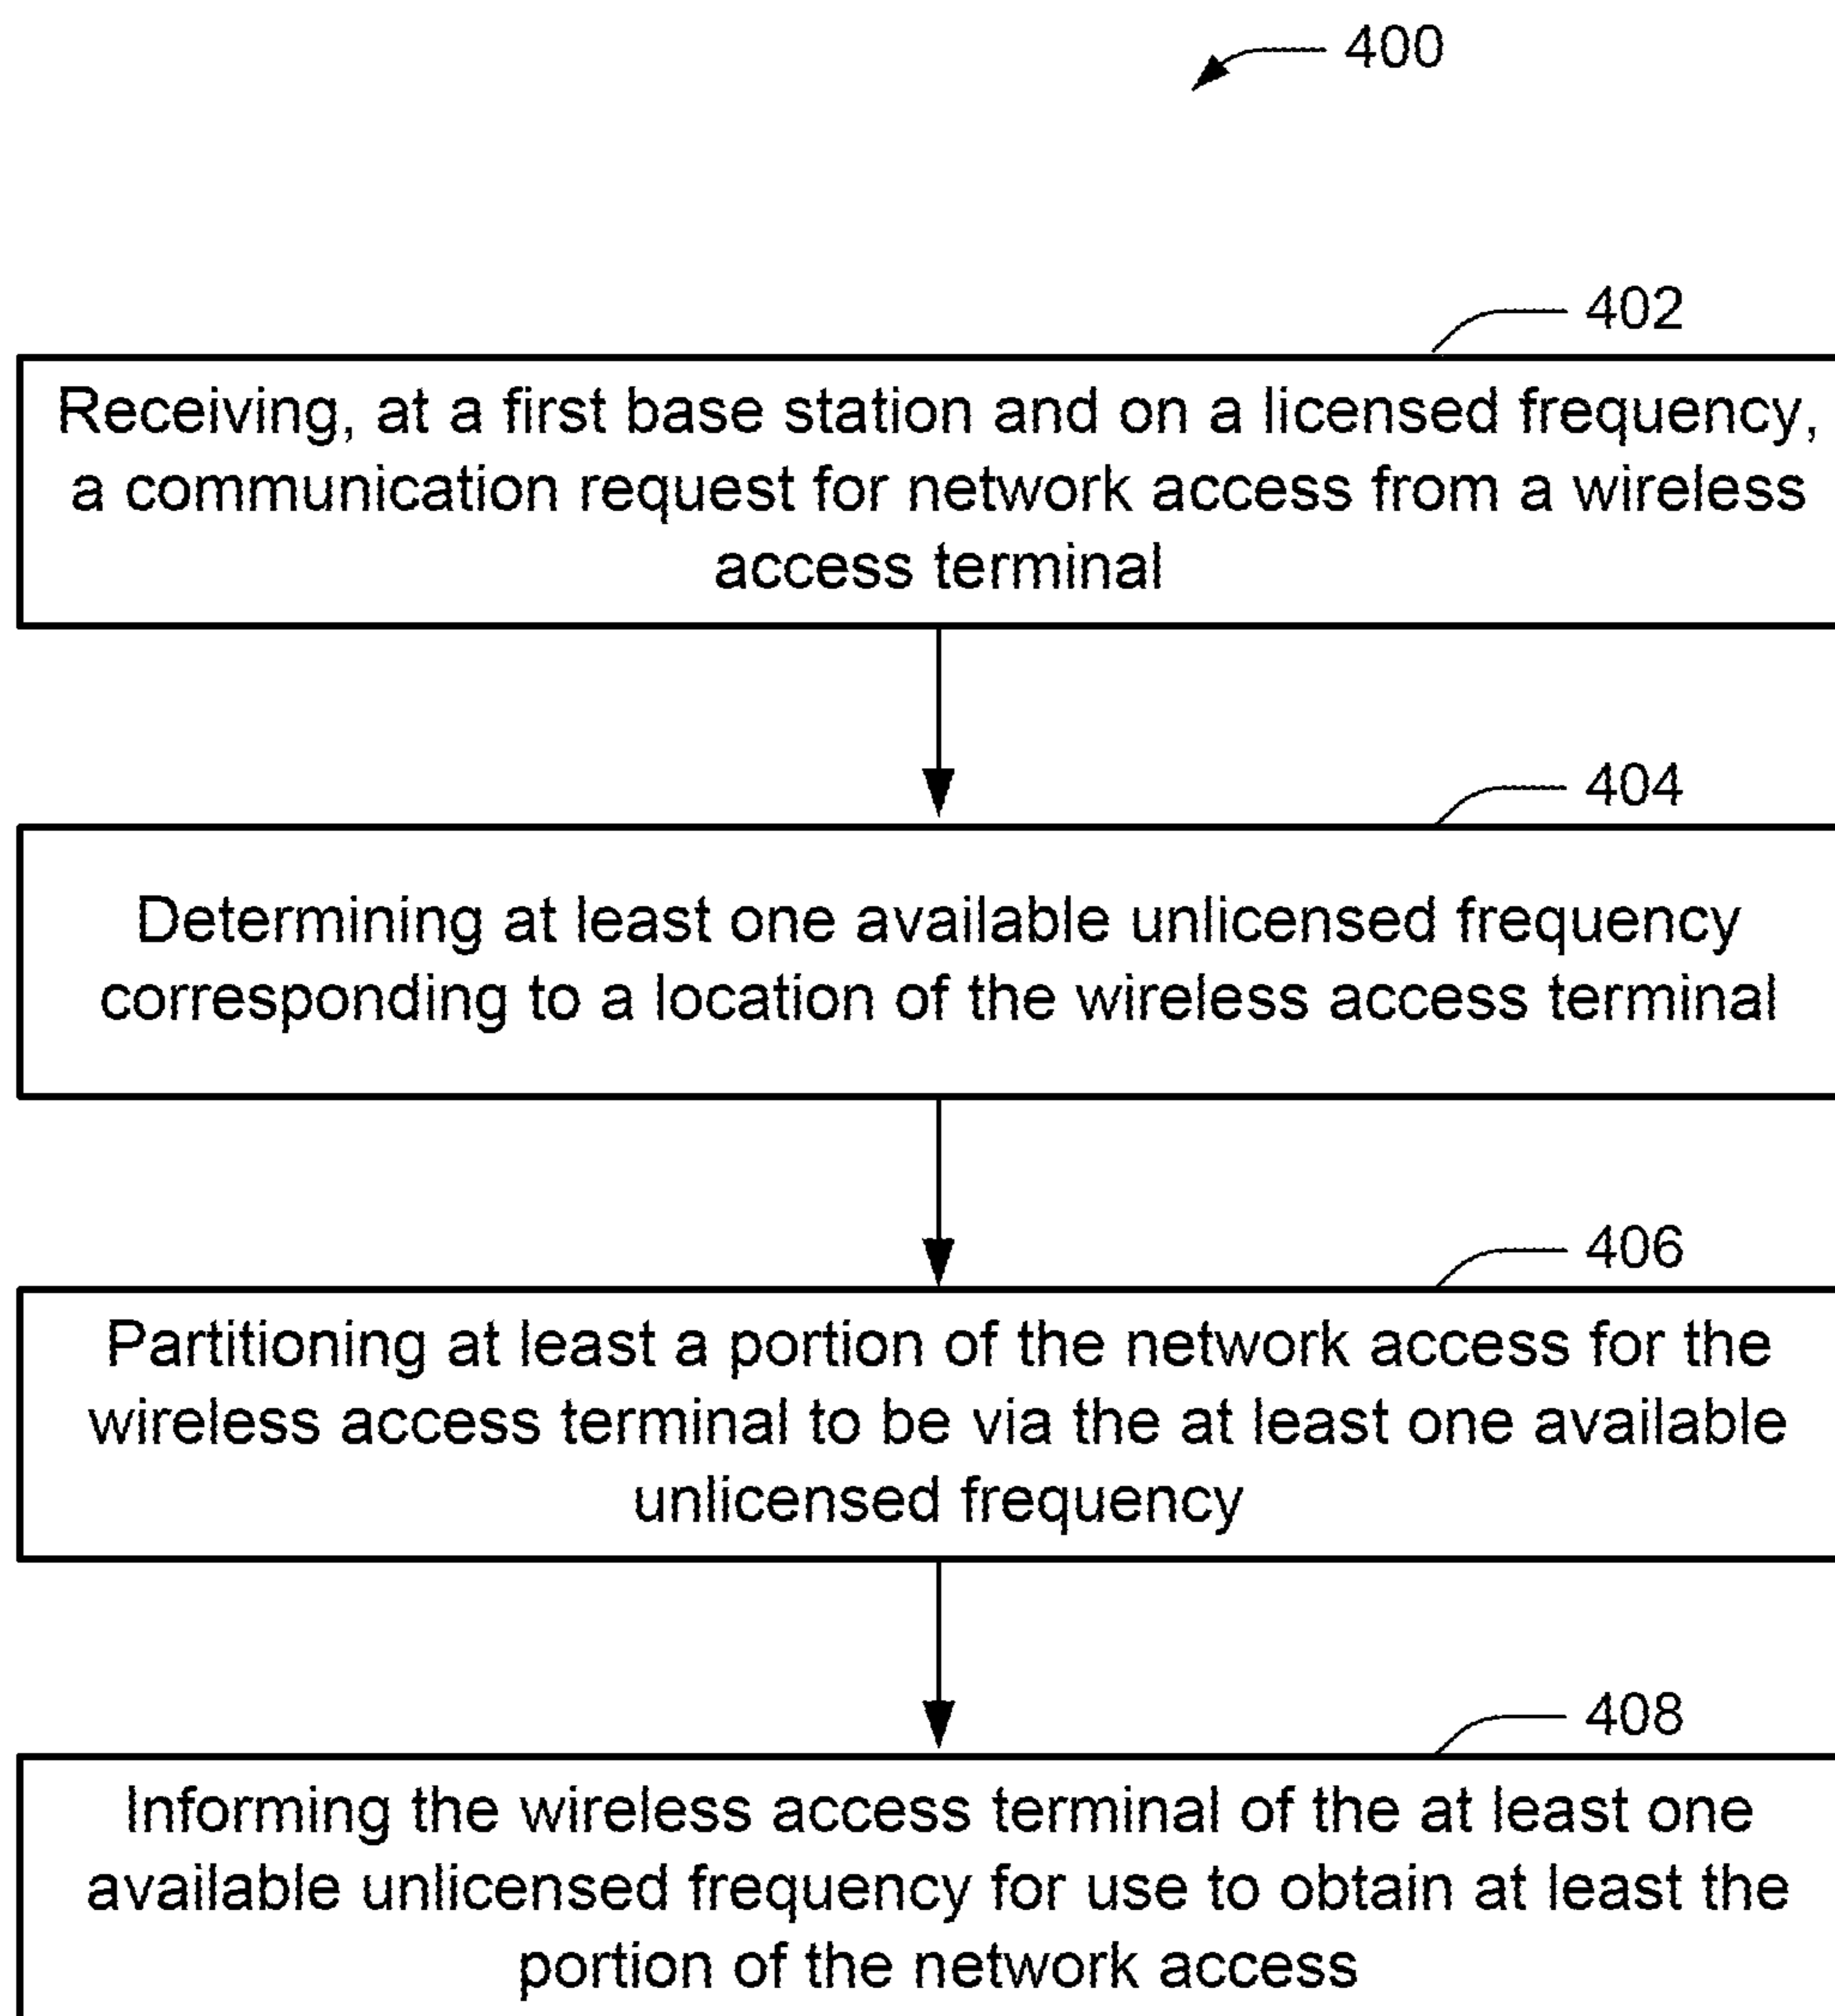 400
402
Receiving, at a first base station and on a licensed frequency,
a communication request for network access from a wireless
access terminal
404
Determining at least one available unlicensed frequency
corresponding to a location of the wireless access terminal
406
Partitioning at least a portion of the network access for the
wireless access terminal to be via the at least one available
unlicensed frequency
408
Informing the wireless access terminal of the at least one
available unlicensed frequency for use to obtain at least the
portion of the network access